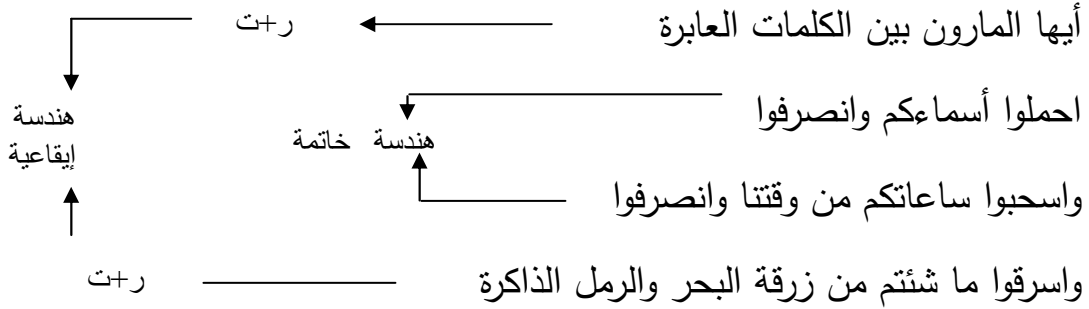 أيها المارون بين الكلمات العابرة ر+ت
احملوا أسماءكم وانصرفوا
هندسة خاتمة
هندسة
إيقاعية
واسحبوا ساعاتكم من وقتنا وانصرفوا
واسرقوا ما شئتم من زرقة البحر والرمل الذاكرة ر+ت